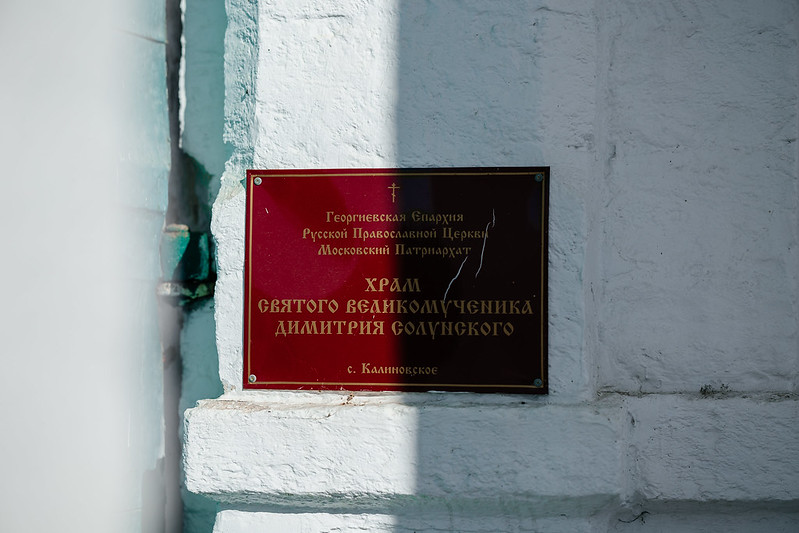 Георгиевская Епархия
Русской Православной Церкви
Московский Патриархат
ХРАМ
СВЯТОГО ВЕЛИКОМУЧЕНИКА
ДИМИТРИЯ СОЛУНСКОГО
с. Калиновское